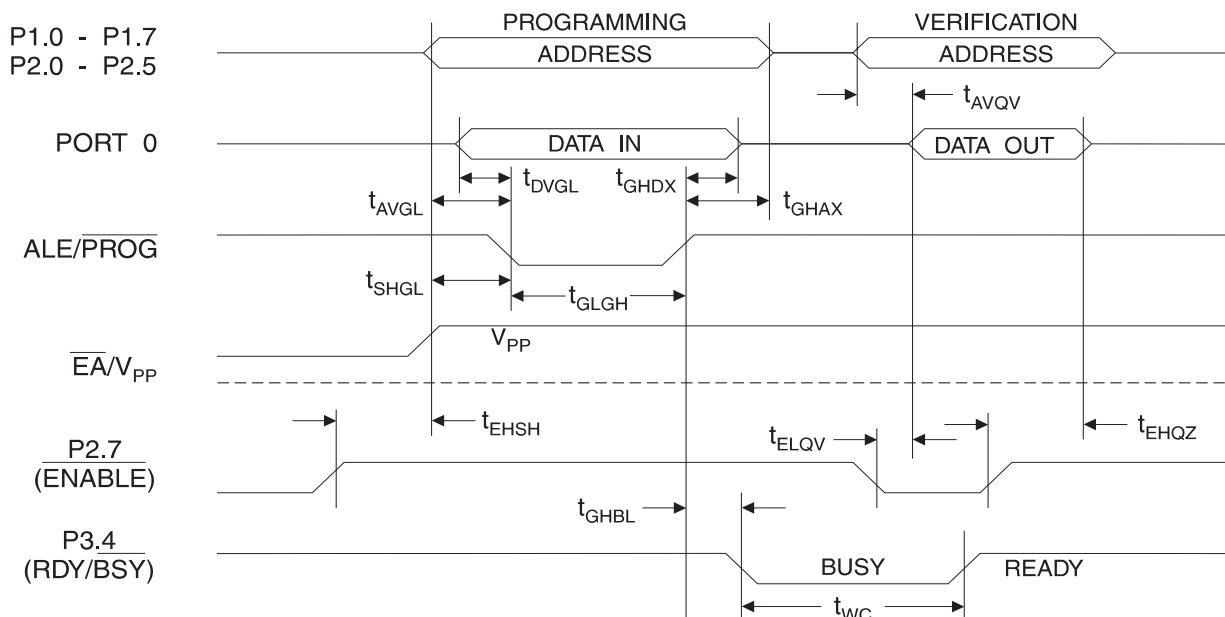 PROGRAMMING
VERIFICATION
P1.0 - P1.7
P2.0 - P2.5
ADDRESS
ADDRESS
tAVQV
PORT 0
DATA IN
DATA OUT
tDVGL
tGHDX
tAVGL
tGHAX
ALE/PROG
tSHGL
tGLGH
VPP
EA/VPP
tEHSH
tELQV
tEHQZ
P2.7
(ENABLE)
tGHBL
P3.4
(RDY/BSY)
BUSY
READY
tWC